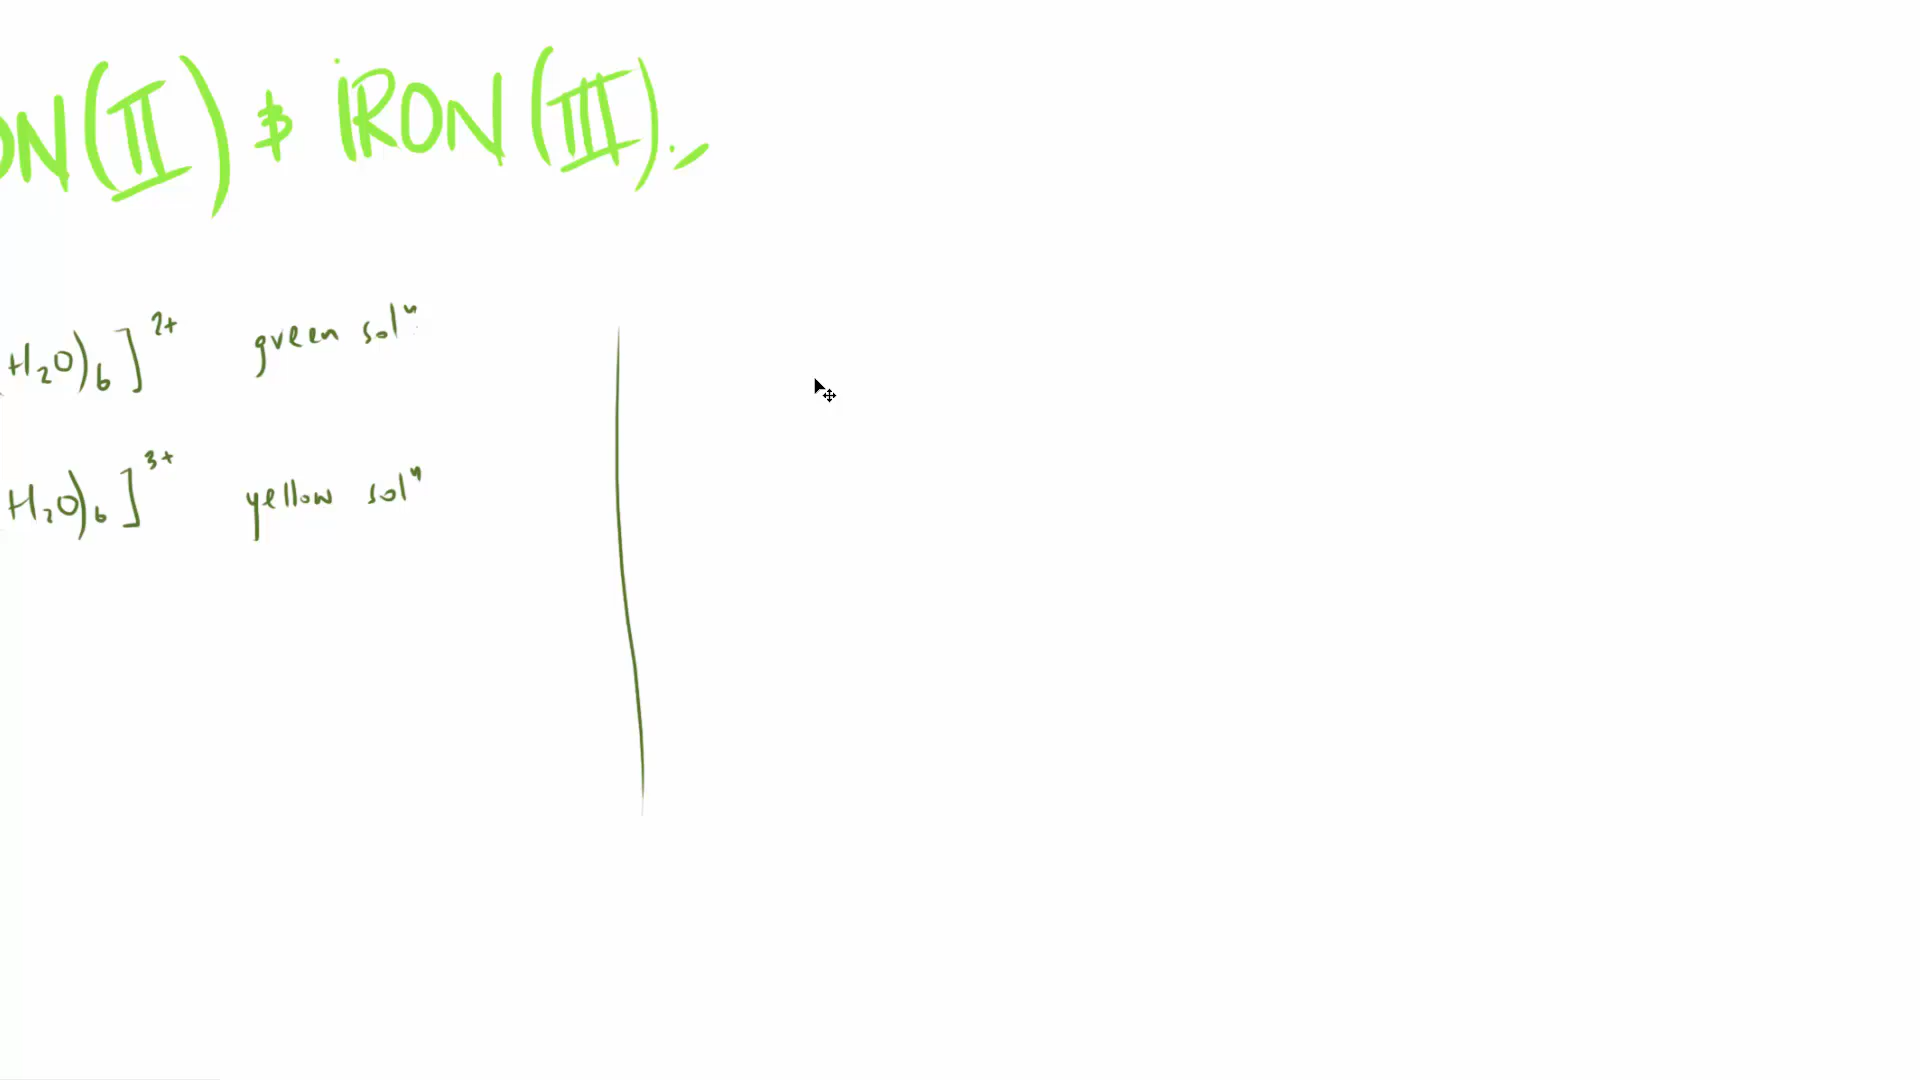 ON (II) & IRON (III).
H₂O)₆]²⁺ green solⁿ
H₂O)₆]³⁺ yellow solⁿ